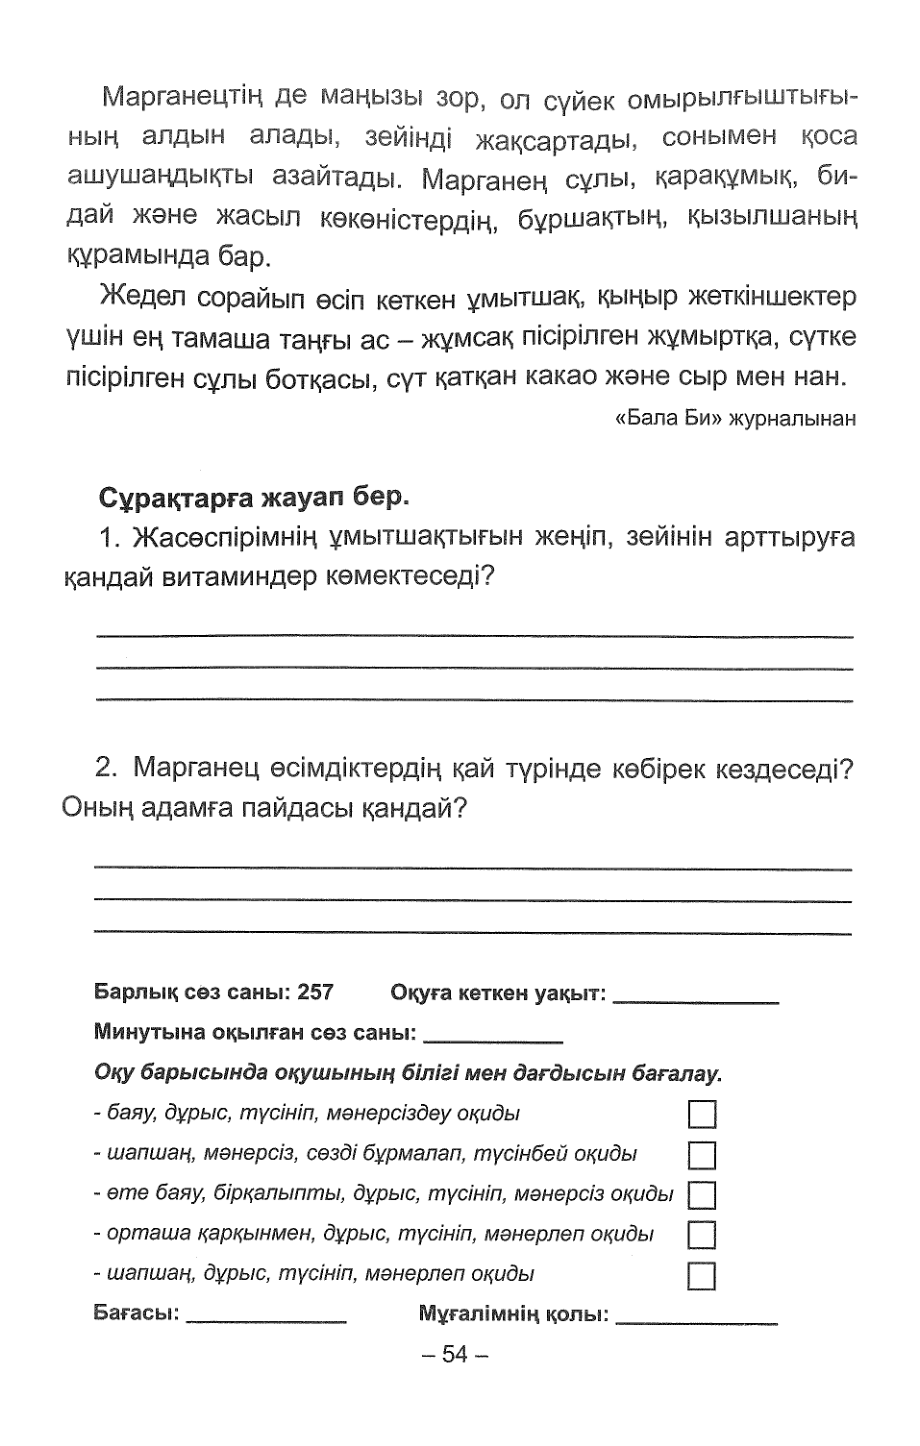 Марганецтің де маңызы зор, ол сүйек омырылғыштығы-
ның алдын алады, зейінді жақсартады, сонымен қоса
ашушаңдықты азайтады. Марганең сұлы, қарақұмық, би-
дай және жасыл көкөністердің, бұршақтың, қызылшаның
құрамында бар.
Жедел сорайып өсіп кеткен ұмытшақ, қыңыр жеткіншектер
үшін ең тамаша таңғы ас – жұмсақ пісірілген жұмыртқа, сүтке
пісірілген сұлы ботқасы, сүт қатқан какао және сыр мен нан.
«Бала Би» журналынан
Сұрақтарға жауап бер.
1. Жасөспірімнің ұмытшақтығын жеңіп, зейінін арттыруға
қандай витаминдер көмектеседі?
2. Марганец өсімдіктердің қай түрінде көбірек кездеседі?
Оның адамға пайдасы қандай?
Барлық сөз саны: 257 Оқуға кеткен уақыт: ____________
Минутына оқылған сөз саны: ____________
Оқу барысында оқушының білігі мен дағдысын бағалау.
- баяу, дұрыс, түсініп, мәнерсіздеу оқиды
- шапшаң, мәнерсіз, сөзді бұрмалап, түсінбей оқиды
- өте баяу, бірқалыпты, дұрыс, түсініп, мәнерсіз оқиды
- орташа қарқынмен, дұрыс, түсініп, мәнерлеп оқиды
- шапшаң, дұрыс, түсініп, мәнерлеп оқиды
Бағасы: ____________ Мұғалімнің қолы: ____________
– 54 –